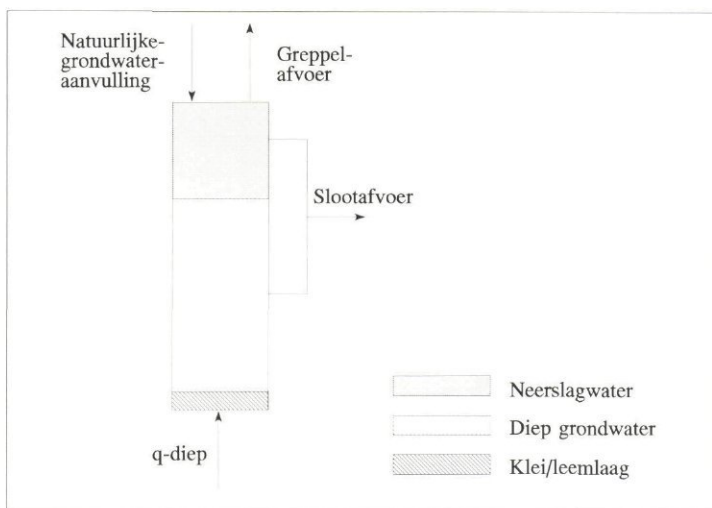 Natuurlijke-
grondwater-
aanvulling
Greppel-
afvoer
Slootafvoer
q-diep
Neerslagwater
Diep grondwater
Klei/leemlaag